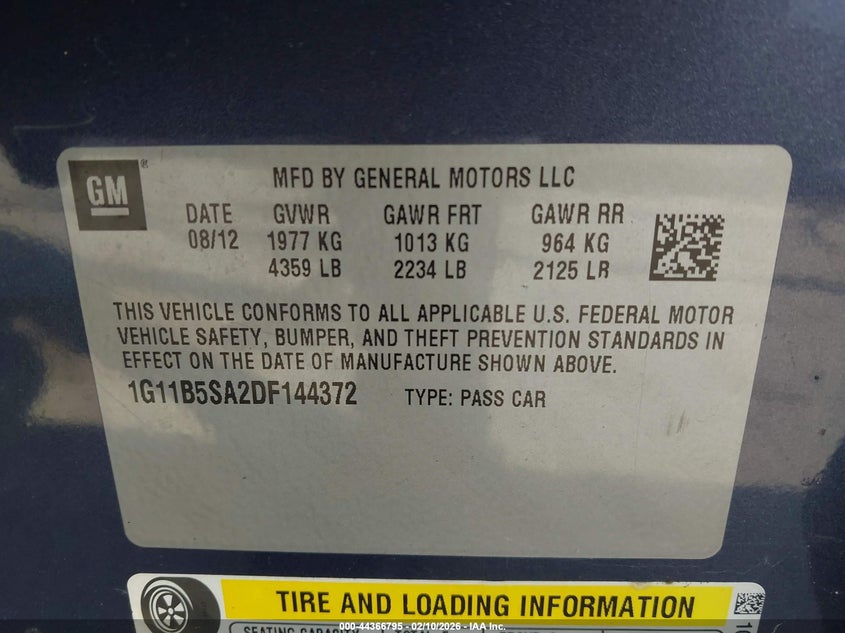 GM ®
MFD BY GENERAL MOTORS LLC
DATE GVWR GAWR FRT GAWR RR
08/12 1977 KG 1013 KG 964 KG
4359 LB 2234 LB 2125 LB
THIS VEHICLE CONFORMS TO ALL APPLICABLE U.S. FEDERAL MOTOR
VEHICLE SAFETY, BUMPER, AND THEFT PREVENTION STANDARDS IN
EFFECT ON THE DATE OF MANUFACTURE SHOWN ABOVE.
1G11B5SA2DF144372 TYPE: PASS CAR
TIRE AND LOADING INFORMATION
SEATING CAPACITY
000-44366795 - 02/10/2026 - IAA Inc.